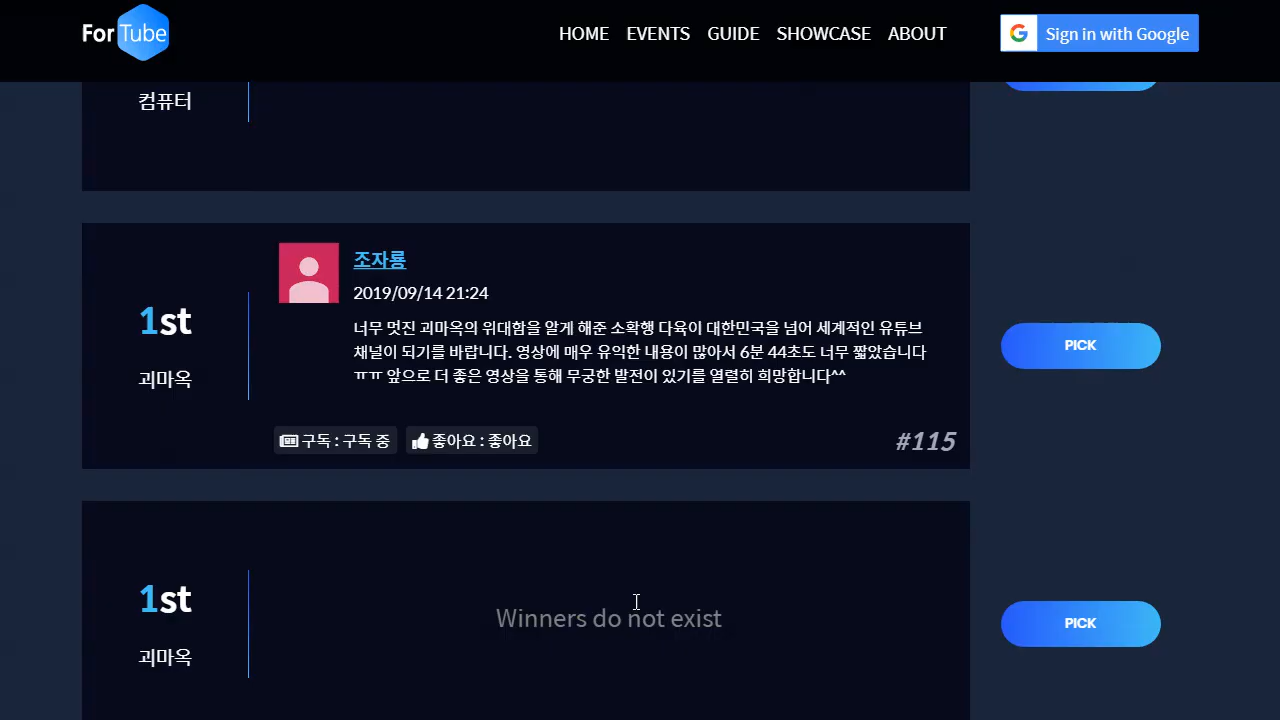 ForTube
HOME EVENTS GUIDE SHOWCASE ABOUT
G Sign in with Google
컴퓨터
1st
괴마옥
조자룡
2019/09/14 21:24
너무 멋진 괴마옥의 위대함을 알게 해준 소확행 다육이 대한민국을 넘어 세계적인 유튜브
채널이 되기를 바랍니다. 영상에 매우 유익한 내용이 많아서 6분 44초도 너무 짧았습니다
ㅠㅠ 앞으로 더 좋은 영상을 통해 무궁한 발전이 있기를 열렬히 희망합니다^^
구독 : 구독 중 좋아요 : 좋아요
#115
PICK
1st
괴마옥
Winners do not exist
PICK